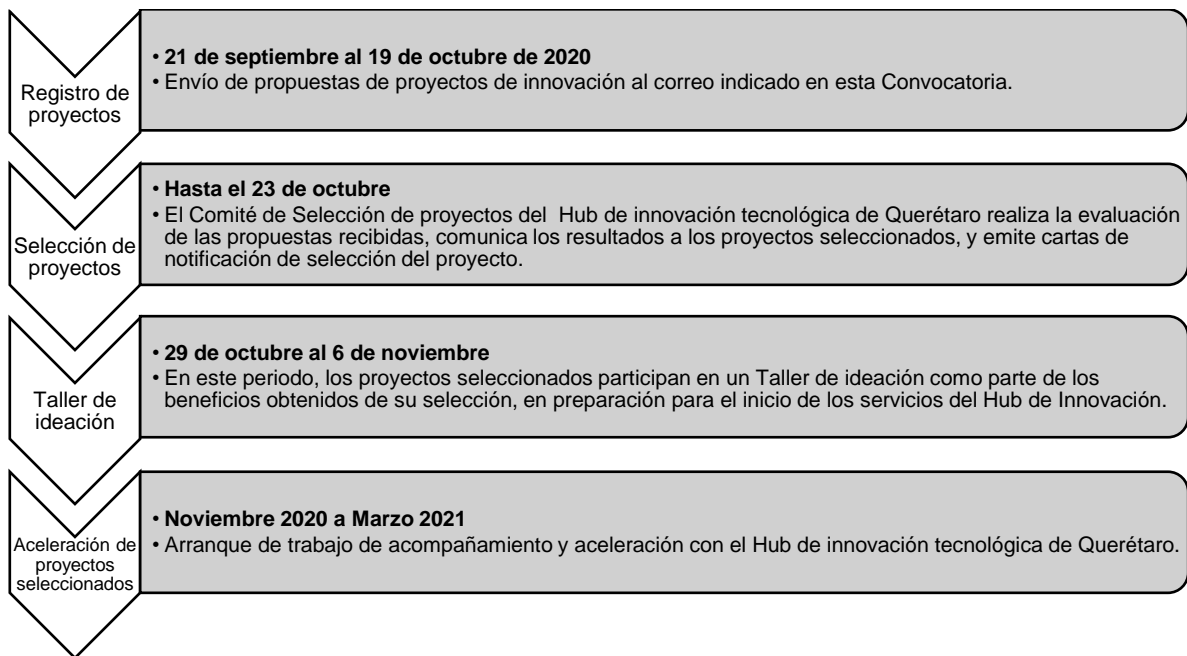 Registro de
proyectos
• 21 de septiembre al 19 de octubre de 2020
• Envío de propuestas de proyectos de innovación al correo indicado en esta Convocatoria.
Selección de
proyectos
• Hasta el 23 de octubre
• El Comité de Selección de proyectos del Hub de innovación tecnológica de Querétaro realiza la evaluación
de las propuestas recibidas, comunica los resultados a los proyectos seleccionados, y emite cartas de
notificación de selección del proyecto.
Taller de
ideación
• 29 de octubre al 6 de noviembre
• En este periodo, los proyectos seleccionados participan en un Taller de ideación como parte de los
beneficios obtenidos de su selección, en preparación para el inicio de los servicios del Hub de Innovación.
Aceleración de
proyectos
seleccionados
• Noviembre 2020 a Marzo 2021
• Arranque de trabajo de acompañamiento y aceleración con el Hub de innovación tecnológica de Querétaro.